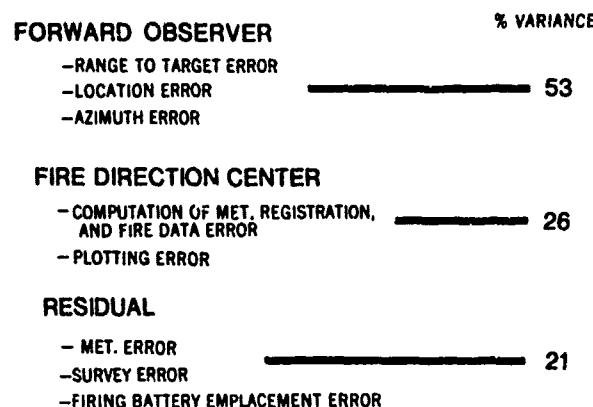 % VARIANCE
FORWARD OBSERVER
–RANGE TO TARGET ERROR
–LOCATION ERROR 53
–AZIMUTH ERROR
FIRE DIRECTION CENTER
– COMPUTATION OF MET, REGISTRATION,
AND FIRE DATA ERROR 26
– PLOTTING ERROR
RESIDUAL
– MET. ERROR
21
–SURVEY ERROR
–FIRING BATTERY EMPLACEMENT ERROR